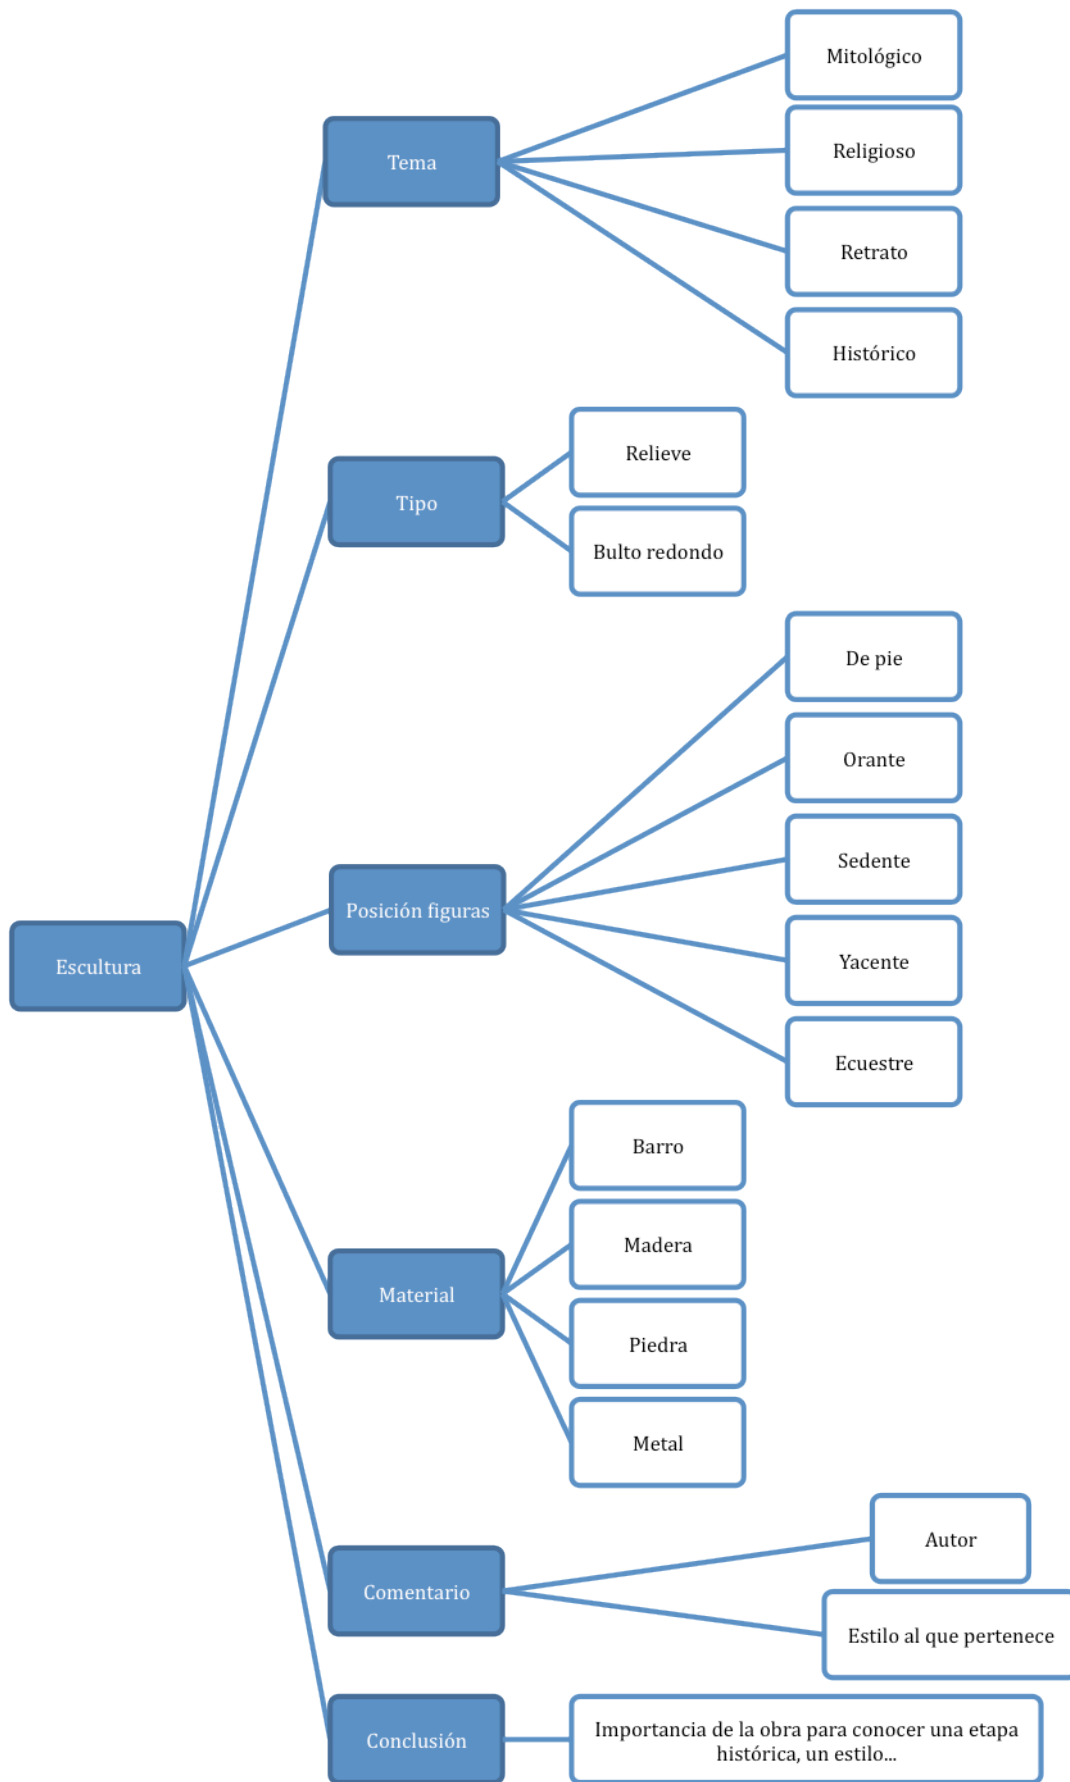 Escultura
Tema
Mitológico
Religioso
Retrato
Histórico
Tipo
Relieve
Bulto redondo
Posición figuras
De pie
Orante
Sedente
Yacente
Ecuestre
Material
Barro
Madera
Piedra
Metal
Comentario
Autor
Estilo al que pertenece
Conclusión
Importancia de la obra para conocer una etapa
histórica, un estilo...